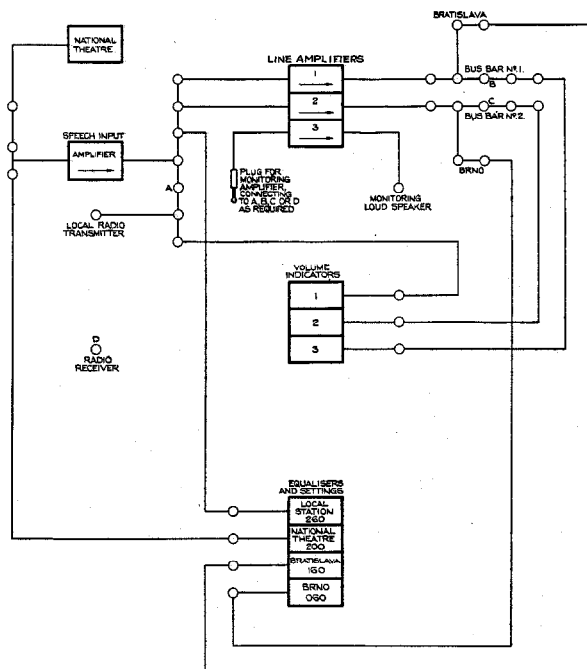 BRATISLAVA
NATIONAL
THEATRE.
LINE AMPLIFIERS
1
BUS BAR Nº.1.
B
2
C
BUS BAR Nº.2.
SPEECH INPUT
3
AMPLIFIER
PLUG FOR
MONITORING
AMPLIFIER,
CONNECTING
TO A, B, C OR D
AS REQUIRED
BRNO
A
MONITORING
LOUD SPEAKER
LOCAL RADIO
TRANSMITTER
VOLUME
INDICATORS
1
2
D
3
RADIO
RECEIVER
EQUALISERS
AND SETTINGS
LOCAL
STATION
260
NATIONAL
THEATRE
200
BRATISLAVA
160
BRNO
060